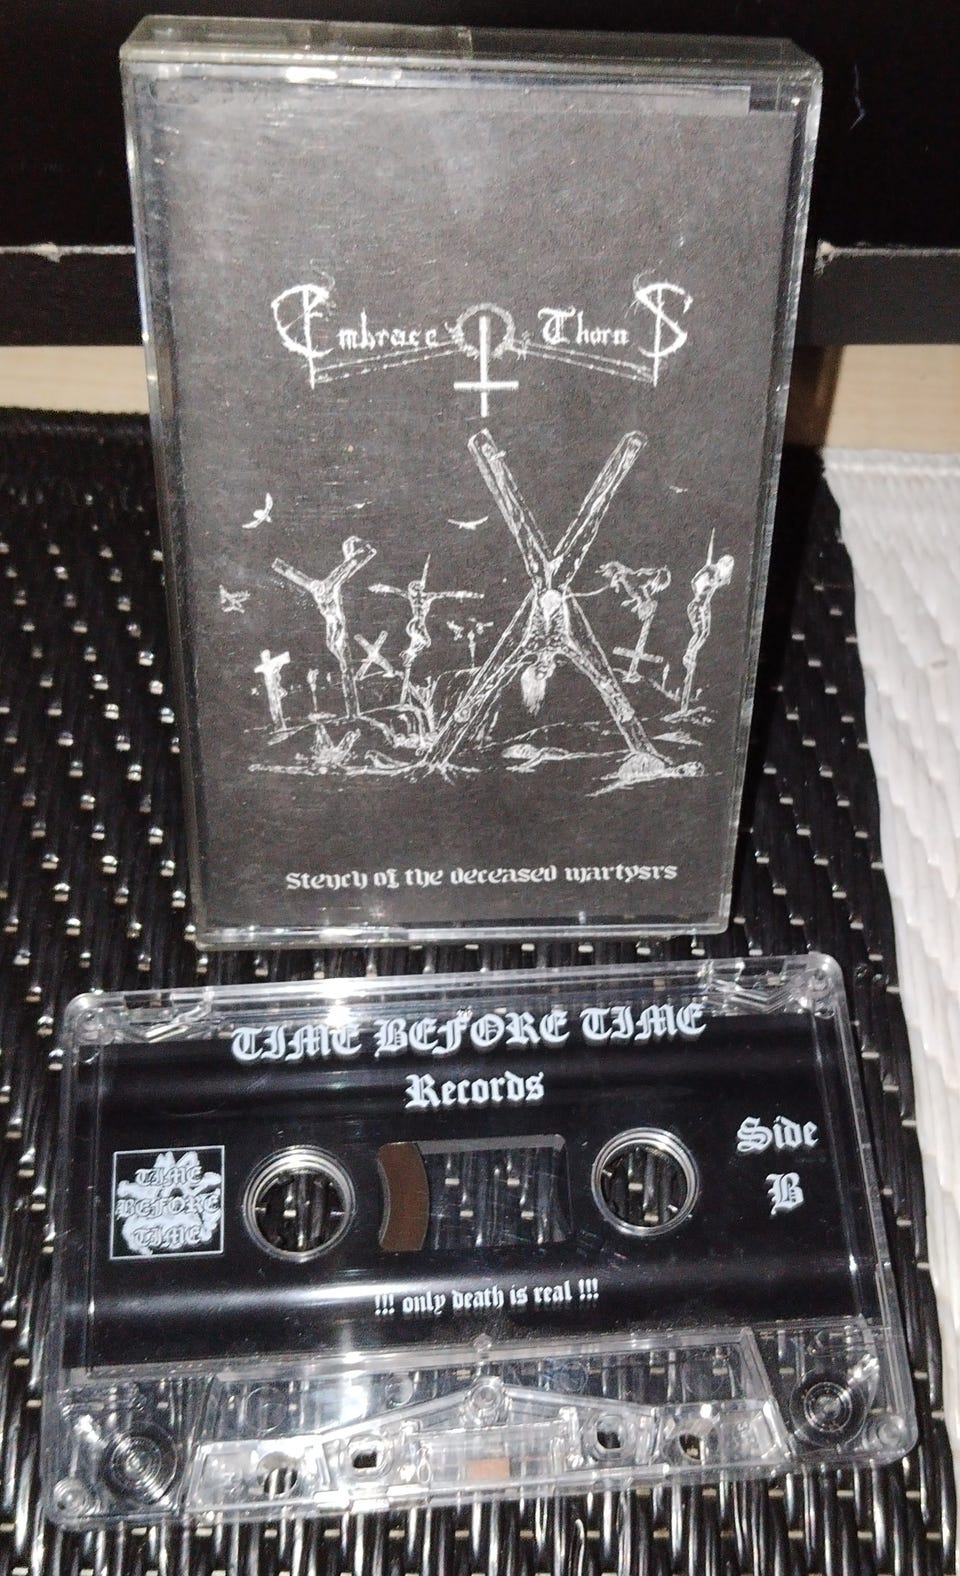 Embrace Thorns
Stench of the deceased martysrs
TIME BEFORE TIME
Records
Side
B
TIME
BEFORE
TIME
!!! only death is real !!!